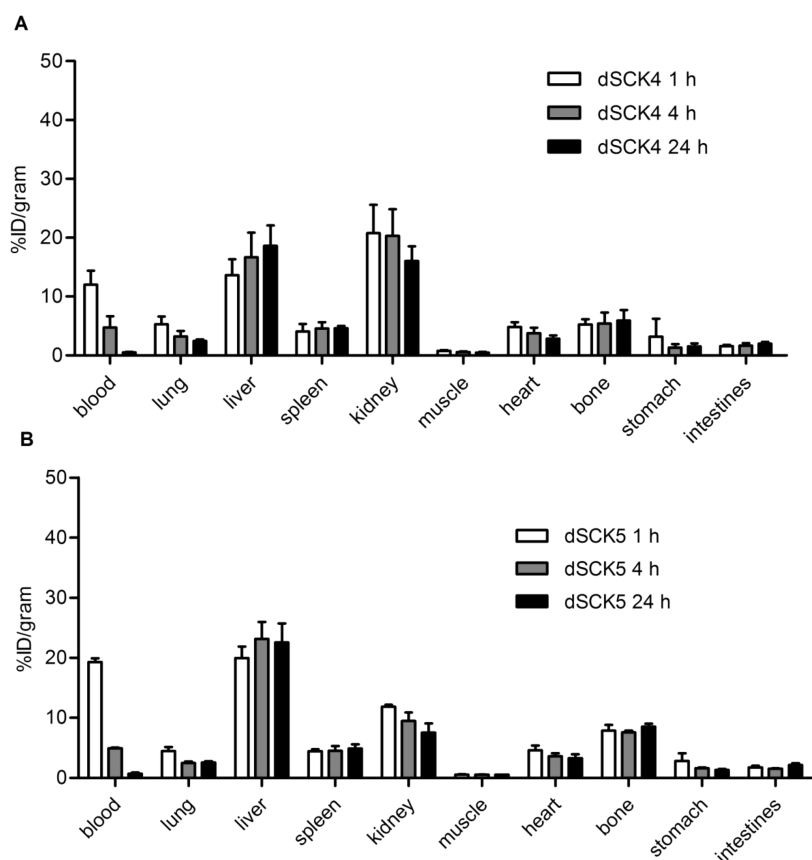 A
50
40
30
20
10
0
%ID/gram
dSCK4 1 h
dSCK4 4 h
dSCK4 24 h
blood
lung
liver
spleen
kidney
muscle
heart
bone
stomach
intestines
B
50
40
30
20
10
0
%ID/gram
dSCK5 1 h
dSCK5 4 h
dSCK5 24 h
blood
lung
liver
spleen
kidney
muscle
heart
bone
stomach
intestines